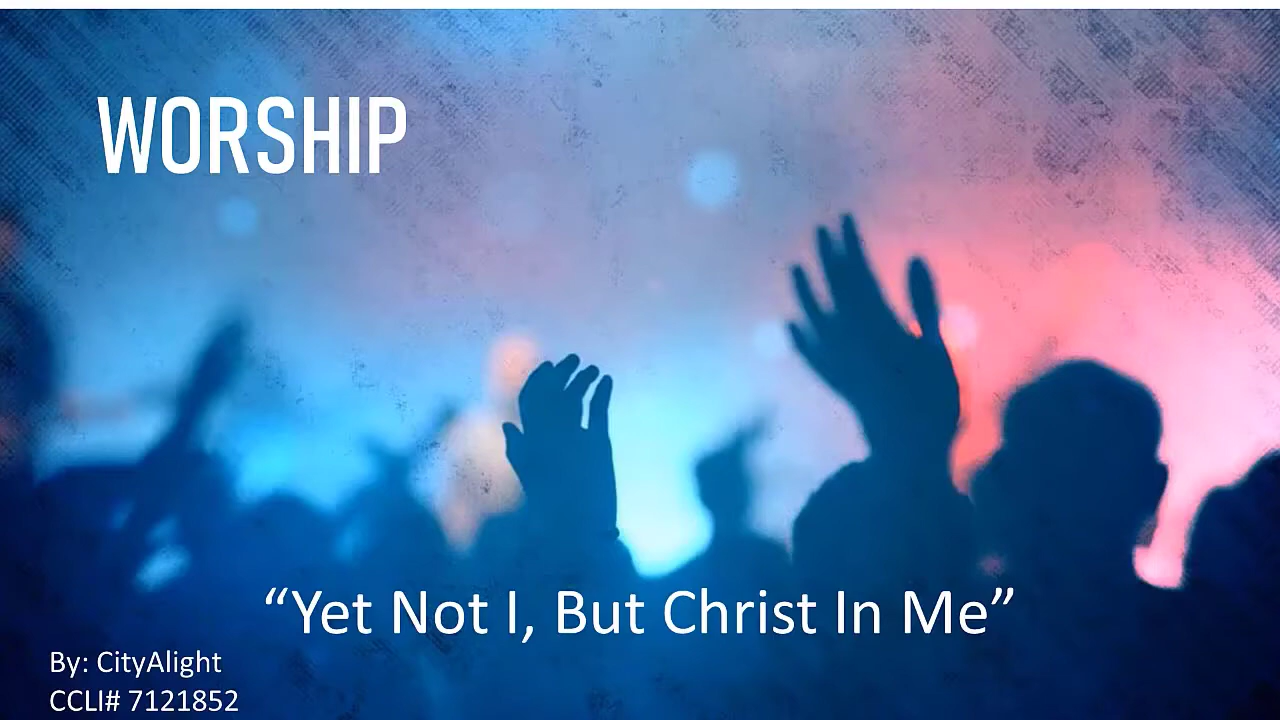 WORSHIP
“Yet Not I, But Christ In Me”
By: CityAlight
CCLI# 7121852